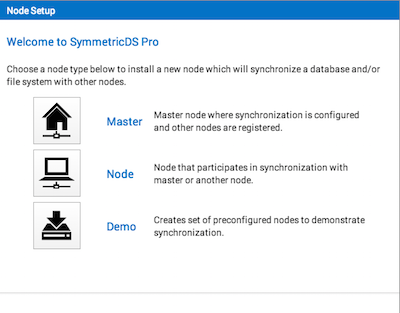 Node Setup
Welcome to SymmetricDS Pro
Choose a node type below to install a new node which will synchronize a database and/or
file system with other nodes.
Master
Master node where synchronization is configured
and other nodes are registered.
Node
Node that participates in synchronization with
master or another node.
Demo
Creates set of preconfigured nodes to demonstrate
synchronization.